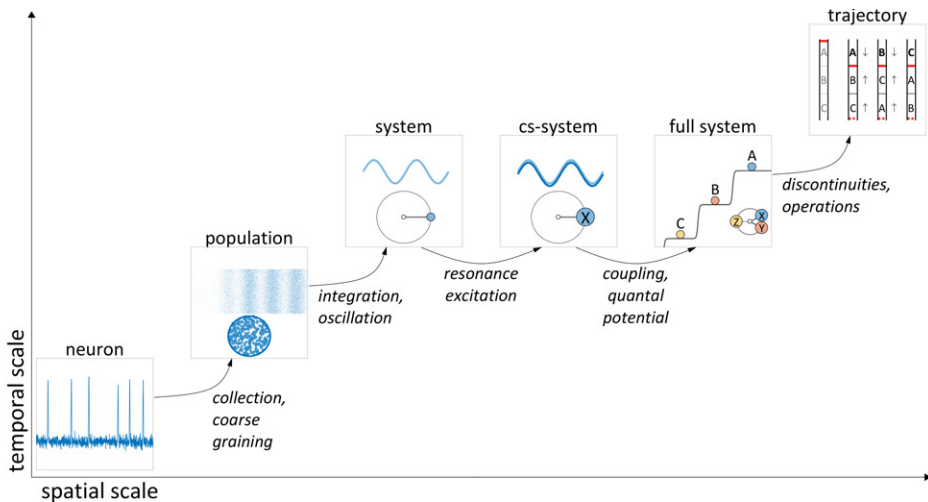 trajectory
A A ↓ B ↓ C
B B ↑ C ↑ A
C C ↑ A ↑ B
system
cs-system
full system
X
A
B
C
Z X
Y
discontinuities,
operations
population
integration,
oscillation
resonance
excitation
coupling,
quantal
potential
neuron
collection,
coarse
graining
temporal scale
spatial scale